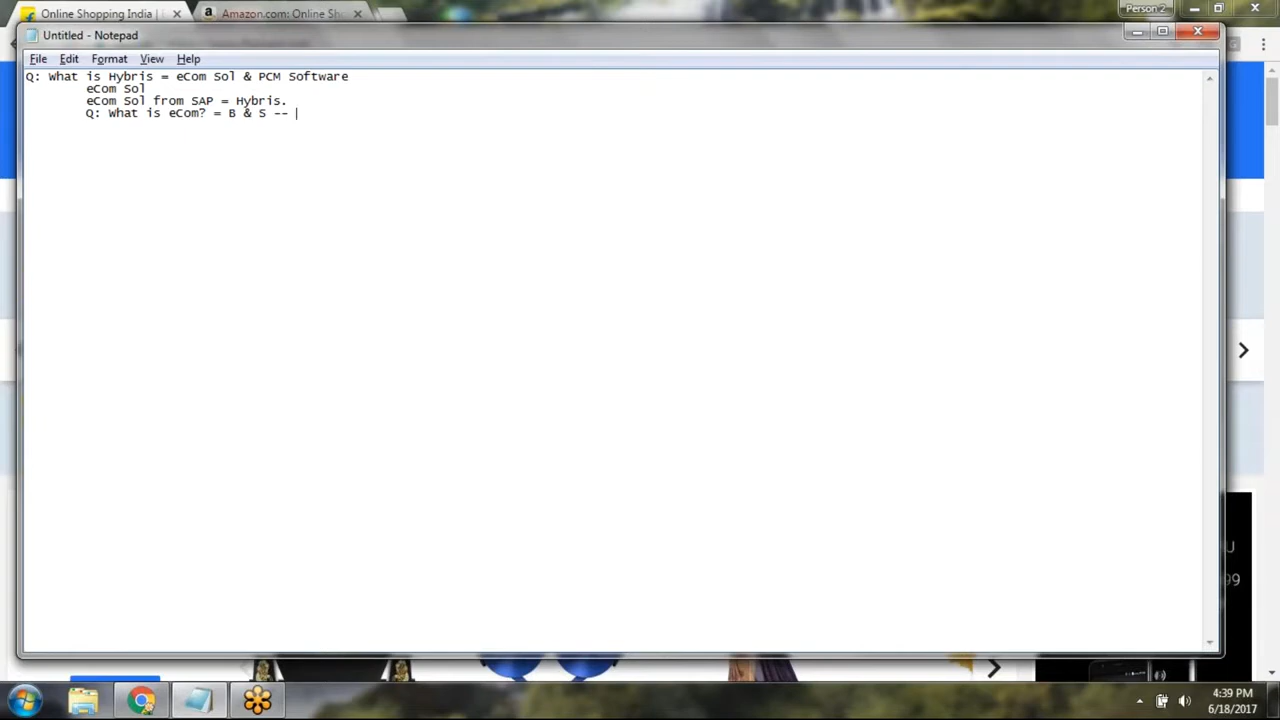 Online Shopping India |
Amazon.com: Online Sh
Person 2
Untitled - Notepad
File Edit Format View Help
Q: What is Hybris = eCom Sol & PCM Software
eCom Sol
eCom Sol from SAP = Hybris.
Q: What is eCom? = B & S --
U
99
4:39 PM
6/18/2017